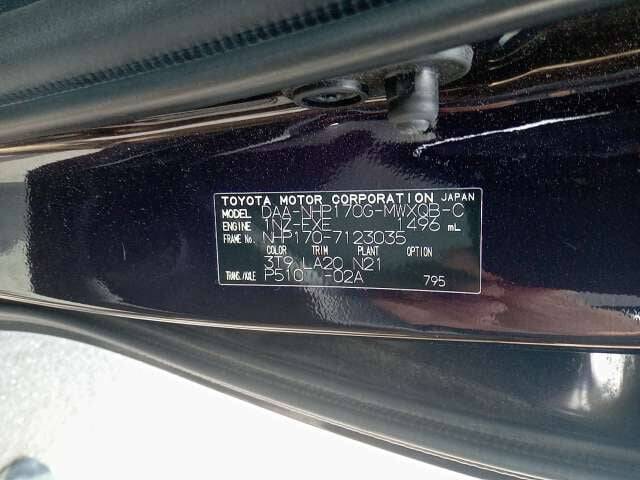 TOYOTA MOTOR CORPORATION JAPAN
MODEL DAA-NHP170G-MWXQB-C
ENGINE 1NZ-EXE 1496 mL
FRAME No. NHP170-7123035
COLOR TRIM PLANT OPTION
3T9 LA20 N21
TRANS./AXLE P510 -02A
795